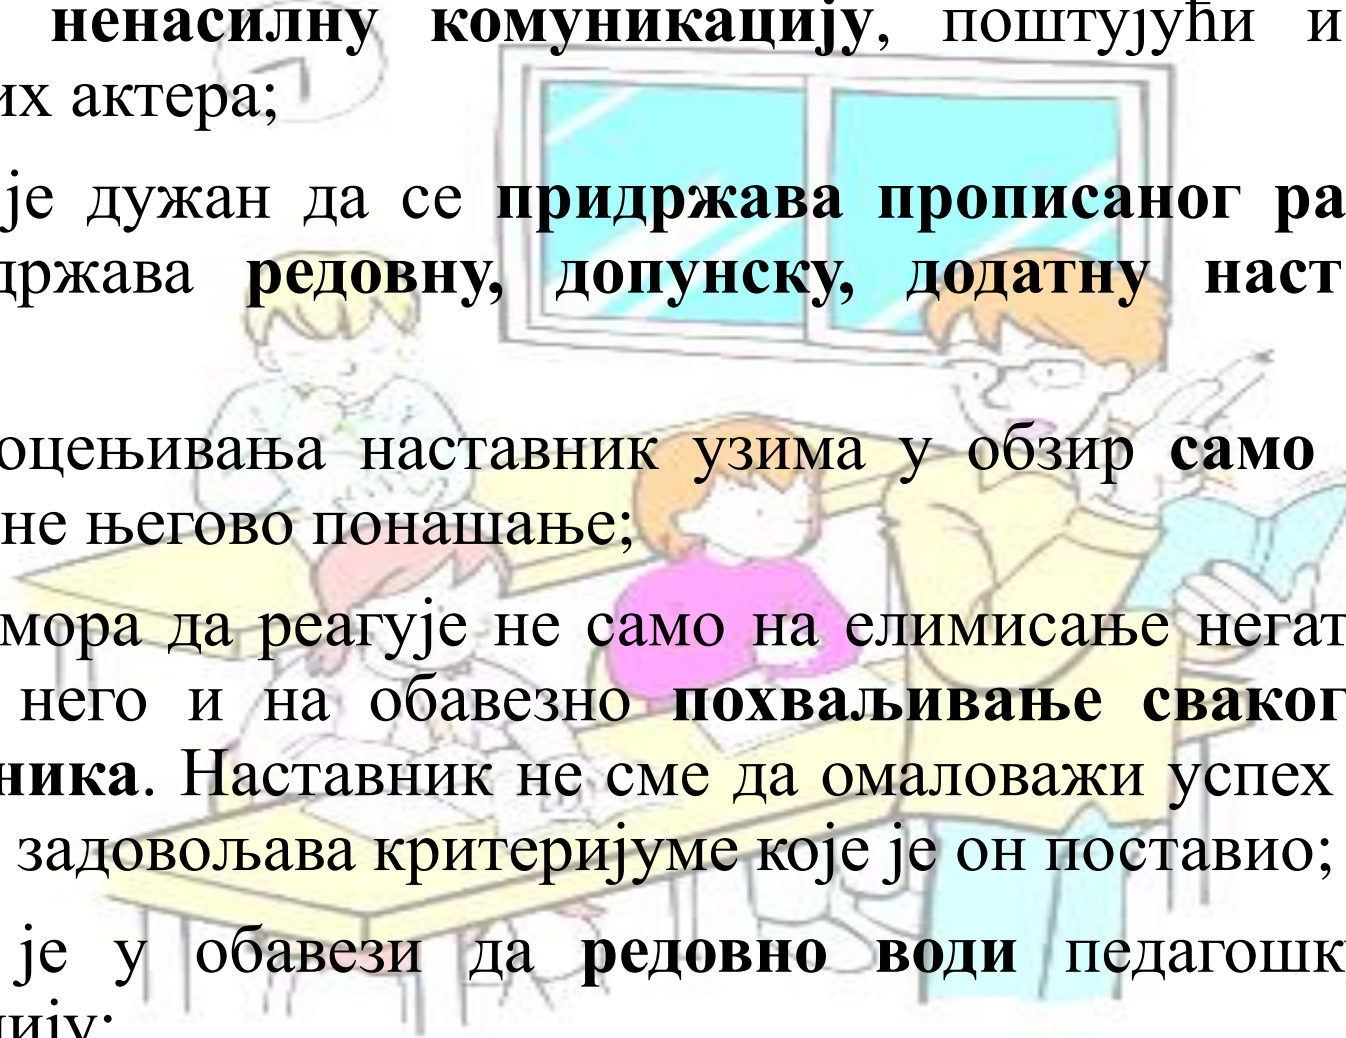 ненасилну комуникацију, поштујући и
их актера;
је дужан да се придржава прописаног ра
држава редовну, допунску, додатну наст
оцењивања наставник узима у обзир само
не његово понашање;
мора да реагује не само на елимисање негат
него и на обавезно похваљивање сваког
ника. Наставник не сме да омаловажи успех
задовољава критеријуме које је он поставио;
је у обавези да редовно води педагошк
цију;